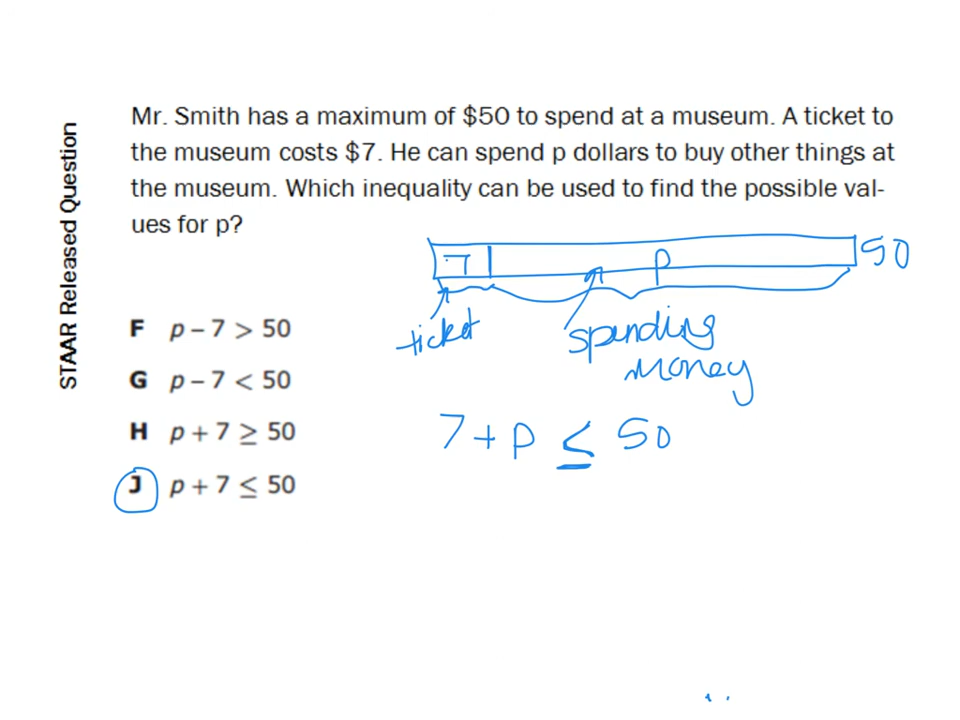 STAAR Released Question
Mr. Smith has a maximum of $50 to spend at a museum. A ticket to
the museum costs $7. He can spend p dollars to buy other things at
the museum. Which inequality can be used to find the possible val-
ues for p?
7 p 50
ticket spending
money
F p – 7 > 50
G p – 7 < 50
H p + 7 ≥ 50
J p + 7 ≤ 50
7 + p ≤ 50